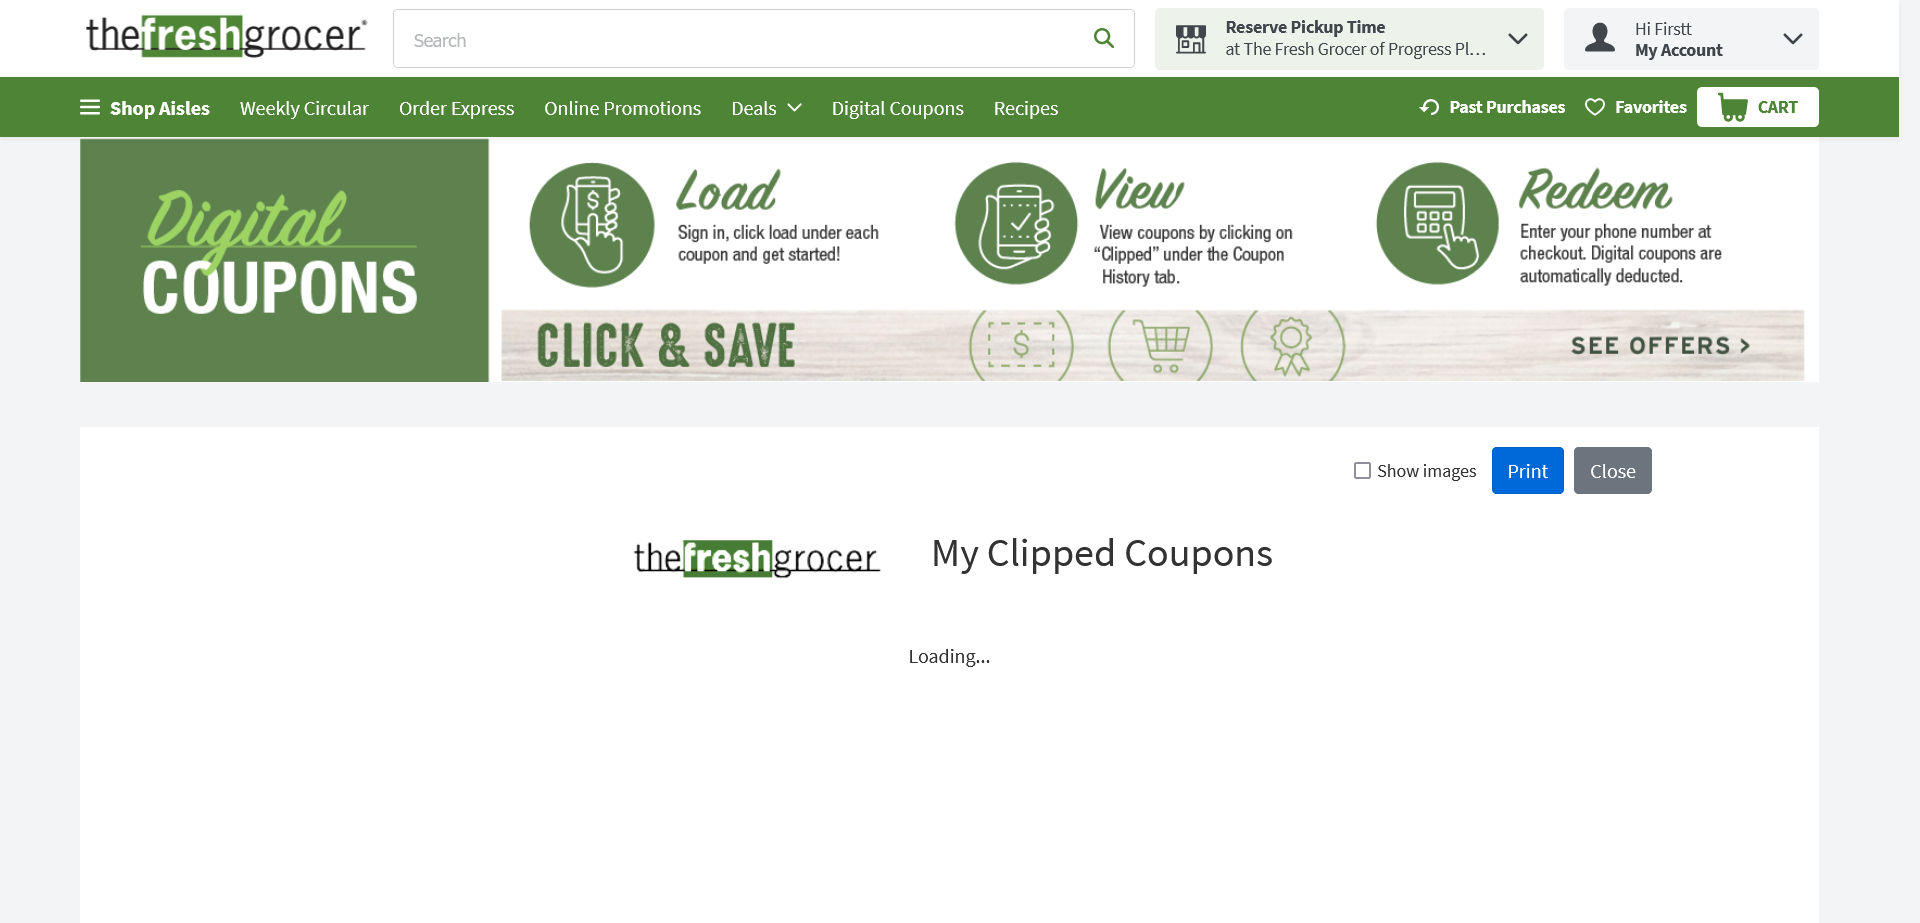 thefreshgrocer®
Search
Reserve Pickup Time
at The Fresh Grocer of Progress Pl...
Hi Firstt
My Account
Shop Aisles
Weekly Circular
Order Express
Online Promotions
Deals
Digital Coupons
Recipes
Past Purchases
Favorites
CART
Digital
COUPONS
Load
Sign in, click load under each
coupon and get started!
View
View coupons by clicking on
“Clipped” under the Coupon
History tab.
Redeem
Enter your phone number at
checkout. Digital coupons are
automatically deducted.
CLICK & SAVE
$
SEE OFFERS >
Show images
Print
Close
thefreshgrocer
My Clipped Coupons
Loading...